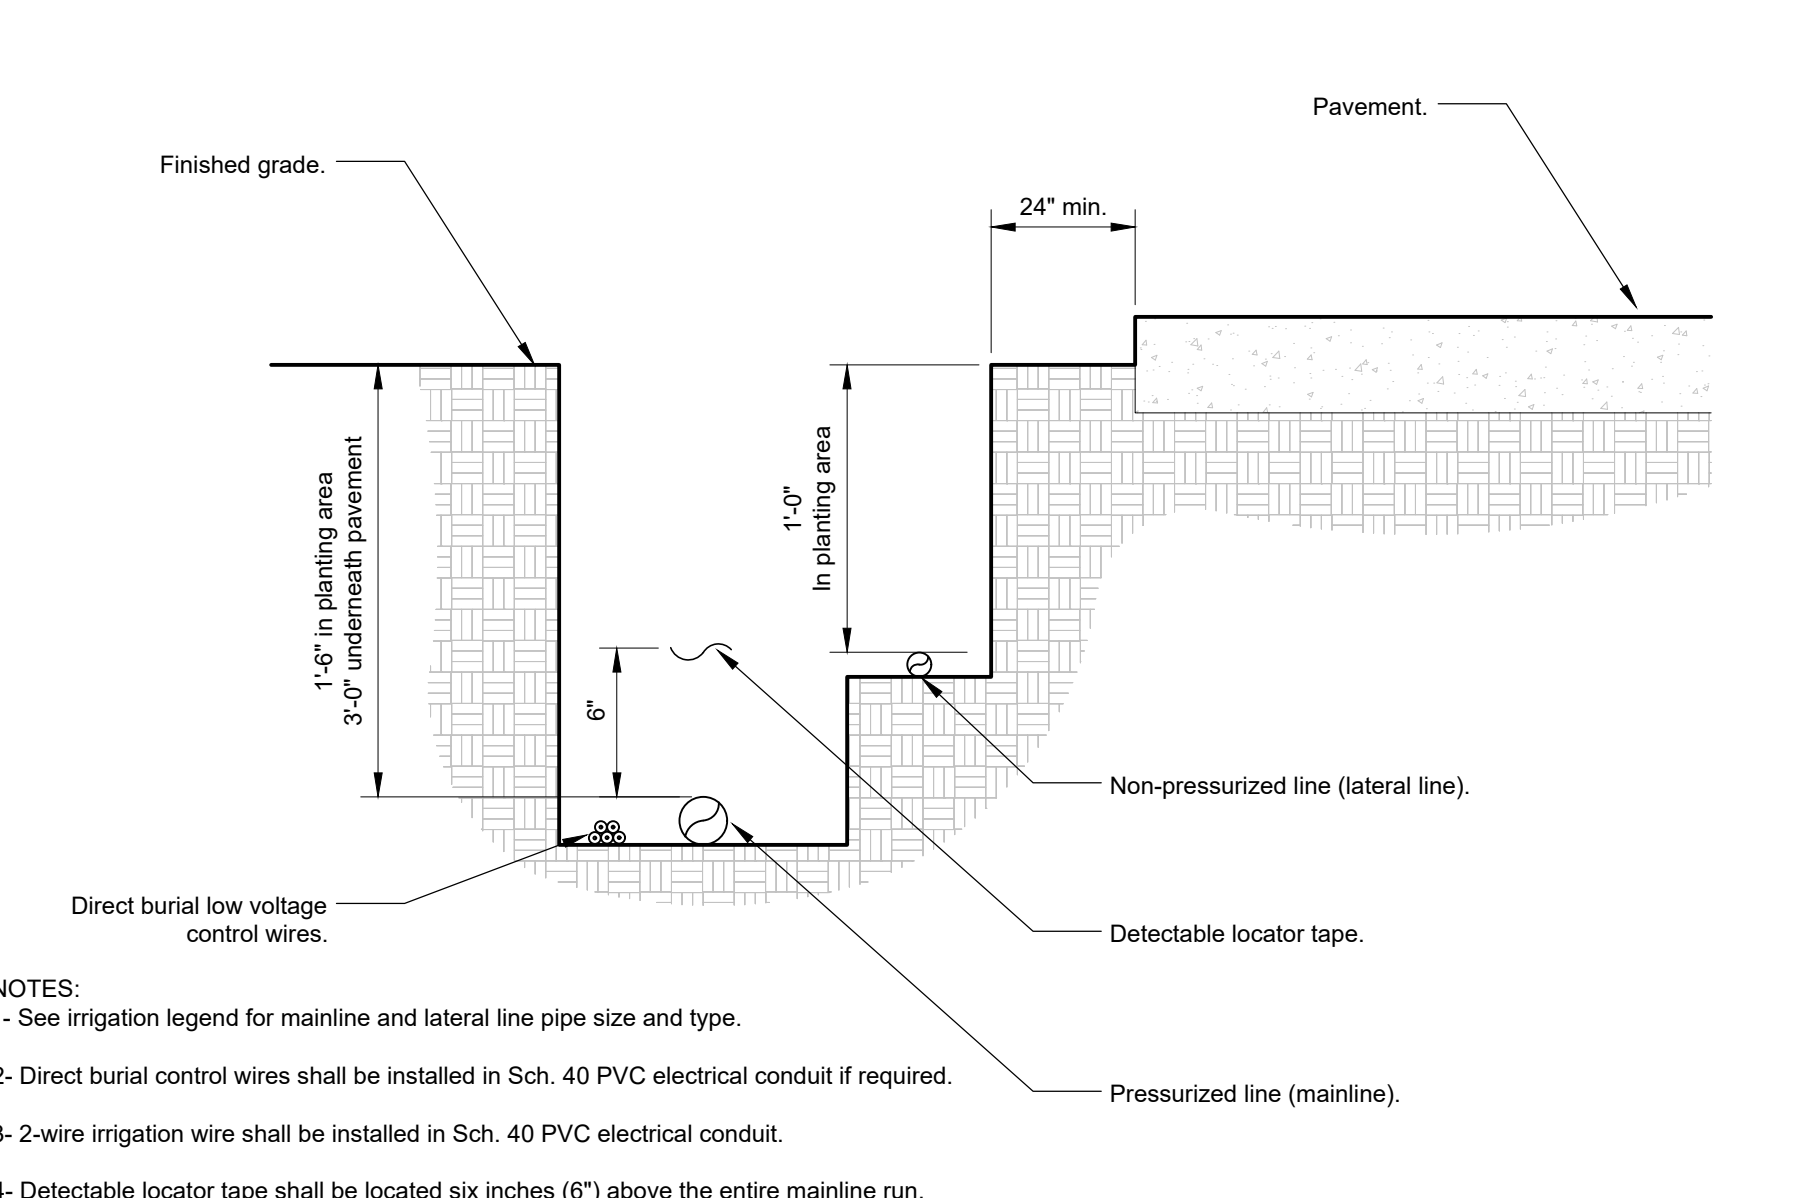 Pavement.
Finished grade.
24" min.
1'-6" in planting area
3'-0" underneath pavement
1'-0"
In planting area
6"
Non-pressurized line (lateral line).
Direct burial low voltage
control wires.
Detectable locator tape.
Pressurized line (mainline).
NOTES:
- See irrigation legend for mainline and lateral line pipe size and type.
2- Direct burial control wires shall be installed in Sch. 40 PVC electrical conduit if required.
3- 2-wire irrigation wire shall be installed in Sch. 40 PVC electrical conduit.
4- Detectable locator tape shall be located six inches (6") above the entire mainline run.